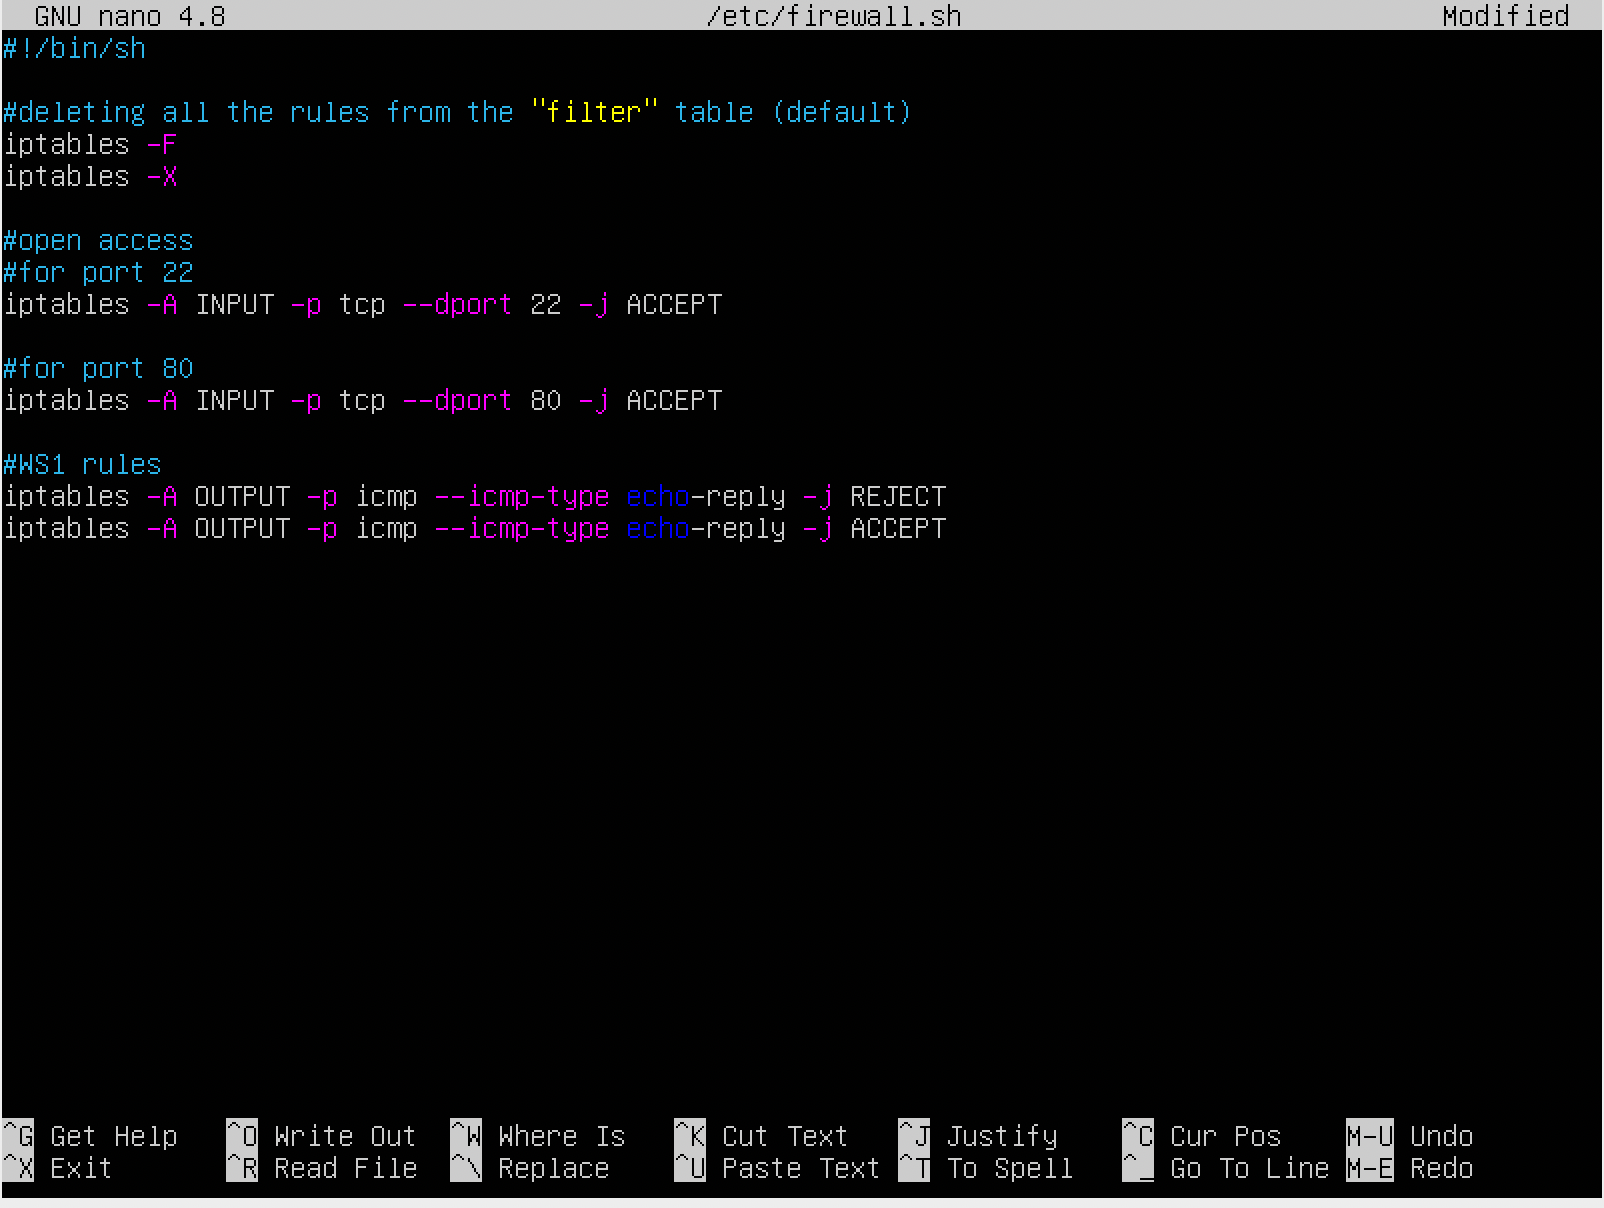 GNU nano 4.8 /etc/firewall.sh Modified
#!/bin/sh
#deleting all the rules from the "filter" table (default)
iptables -F
iptables -X
#open access
#for port 22
iptables -A INPUT -p tcp --dport 22 -j ACCEPT
#for port 80
iptables -A INPUT -p tcp --dport 80 -j ACCEPT
#WS1 rules
iptables -A OUTPUT -p icmp --icmp-type echo-reply -j REJECT
iptables -A OUTPUT -p icmp --icmp-type echo-reply -j ACCEPT
^G Get Help ^O Write Out ^W Where Is ^K Cut Text ^J Justify ^C Cur Pos M-U Undo
^X Exit ^R Read File ^\ Replace ^U Paste Text ^T To Spell ^_ Go To Line M-E Redo